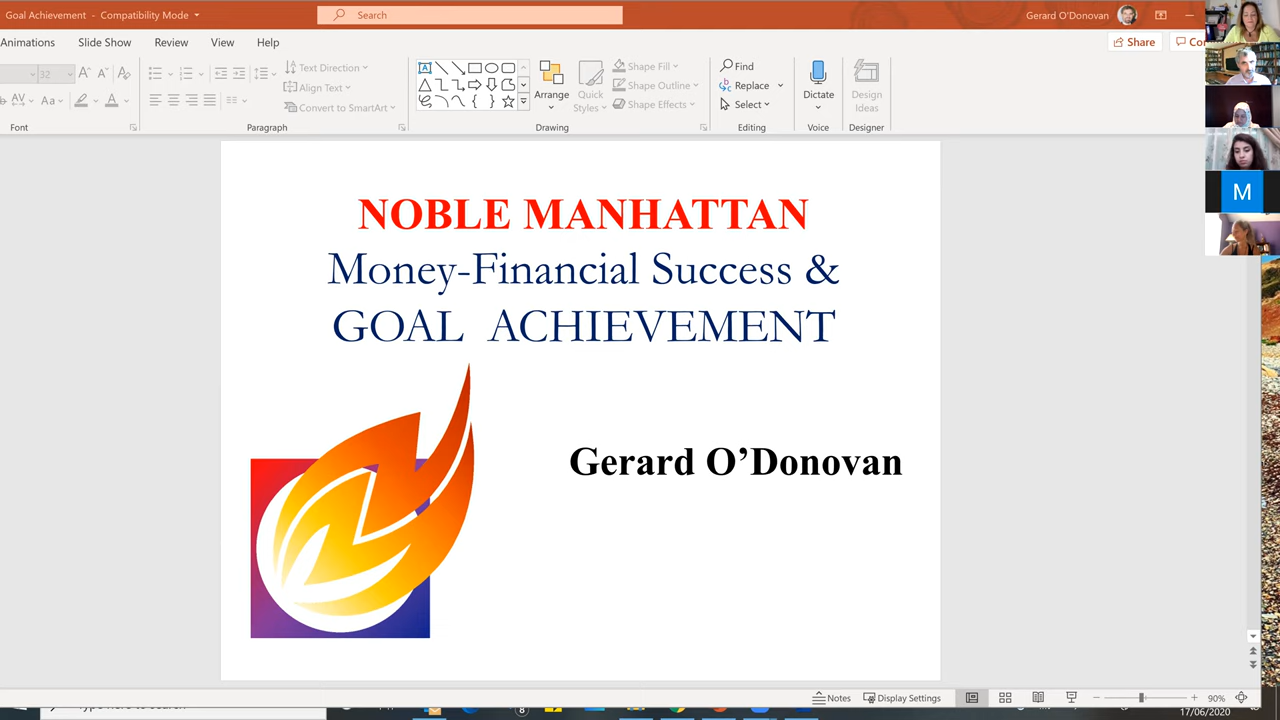 Goal Achievement - Compatibility Mode
Search
Gerard O'Donovan
Animations Slide Show Review View Help
Share
32
Aa
Text Direction
Align Text
Convert to SmartArt
Arrange
Quick Styles
Shape Fill
Shape Outline
Shape Effects
Find
Replace
Select
Dictate
Design Ideas
Font Paragraph Drawing Editing Voice Designer
M
NOBLE MANHATTAN
Money-Financial Success &
GOAL ACHIEVEMENT
Gerard O'Donovan
Notes Display Settings 90%
17/06/2020